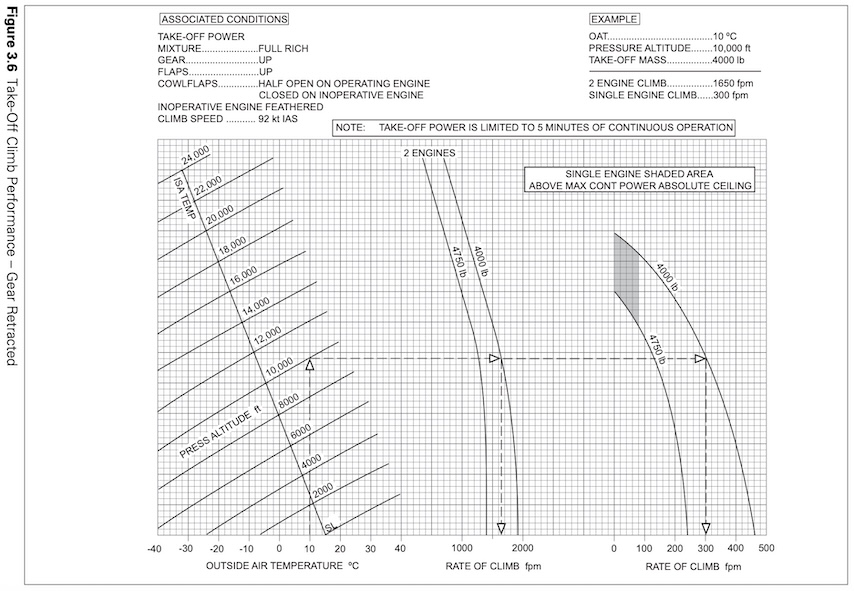 Figure 3.6 Take-Off Climb Performance – Gear Retracted
ASSOCIATED CONDITIONS
TAKE-OFF POWER
MIXTURE...................FULL RICH
GEAR........................UP
FLAPS........................UP
COWLFLAPS..............HALF OPEN ON OPERATING ENGINE
CLOSED ON INOPERATIVE ENGINE
INOPERATIVE ENGINE FEATHERED
CLIMB SPEED .......... 92 kt IAS
EXAMPLE
OAT...................................10 ºC
PRESSURE ALTITUDE.......10,000 ft
TAKE-OFF MASS................4000 lb
2 ENGINE CLIMB...............1650 fpm
SINGLE ENGINE CLIMB......300 fpm
NOTE: TAKE-OFF POWER IS LIMITED TO 5 MINUTES OF CONTINUOUS OPERATION
2 ENGINES
SINGLE ENGINE SHADED AREA
ABOVE MAX CONT POWER ABSOLUTE CEILING
24,000
ISA TEMP
22,000
20,000
18,000
16,000
14,000
12,000
10,000
8000
6000
4000
2000
SL
PRESS ALTITUDE ft
4750 lb
4000 lb
4000 lb
4750 lb
-40 -30 -20 -10 0 10 20 30 40 1000 2000 0 100 200 300 400 500
OUTSIDE AIR TEMPERATURE ºC RATE OF CLIMB fpm RATE OF CLIMB fpm